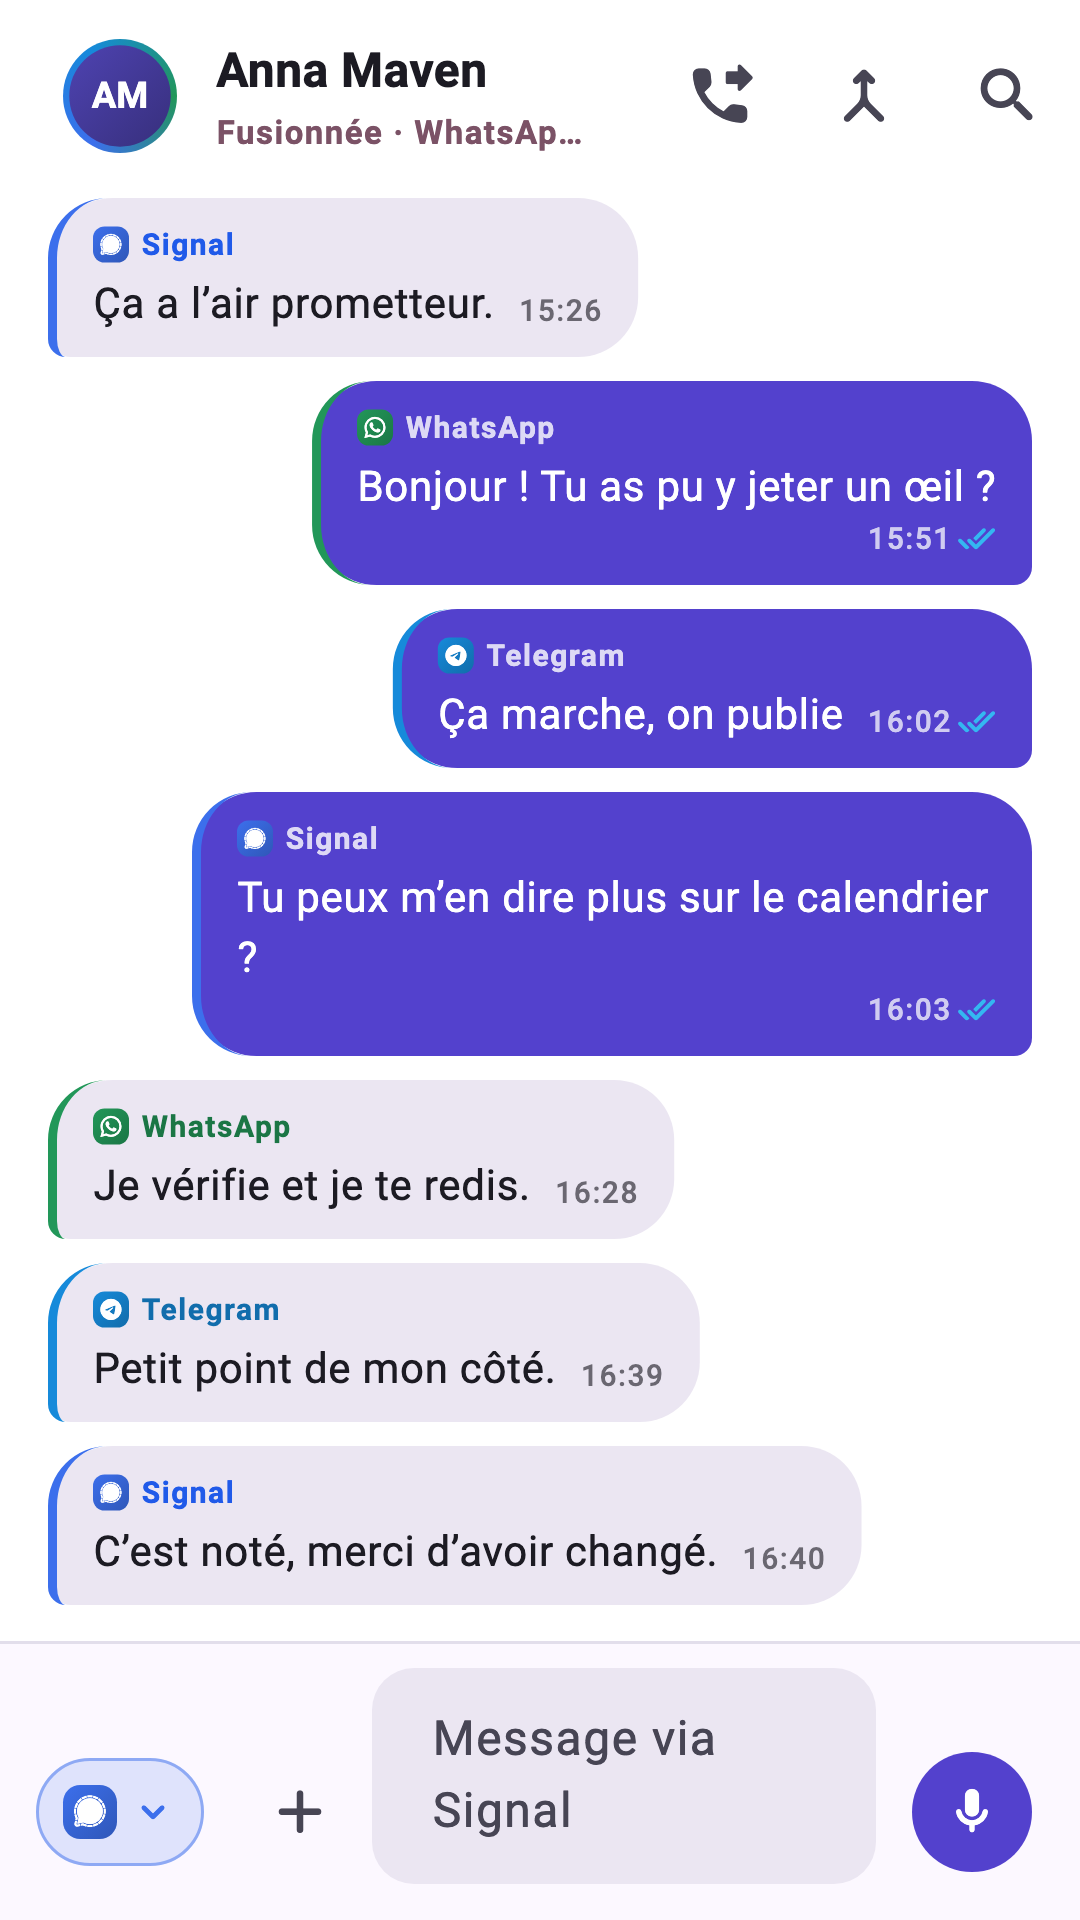 AM
Anna Maven
Fusionnée · WhatsAp…
Signal
Ça a l’air prometteur. 15:26
WhatsApp
Bonjour ! Tu as pu y jeter un œil ?
15:51
Telegram
Ça marche, on publie 16:02
Signal
Tu peux m’en dire plus sur le calendrier
?
16:03
WhatsApp
Je vérifie et je te redis. 16:28
Telegram
Petit point de mon côté. 16:39
Signal
C’est noté, merci d’avoir changé. 16:40
Message via
Signal